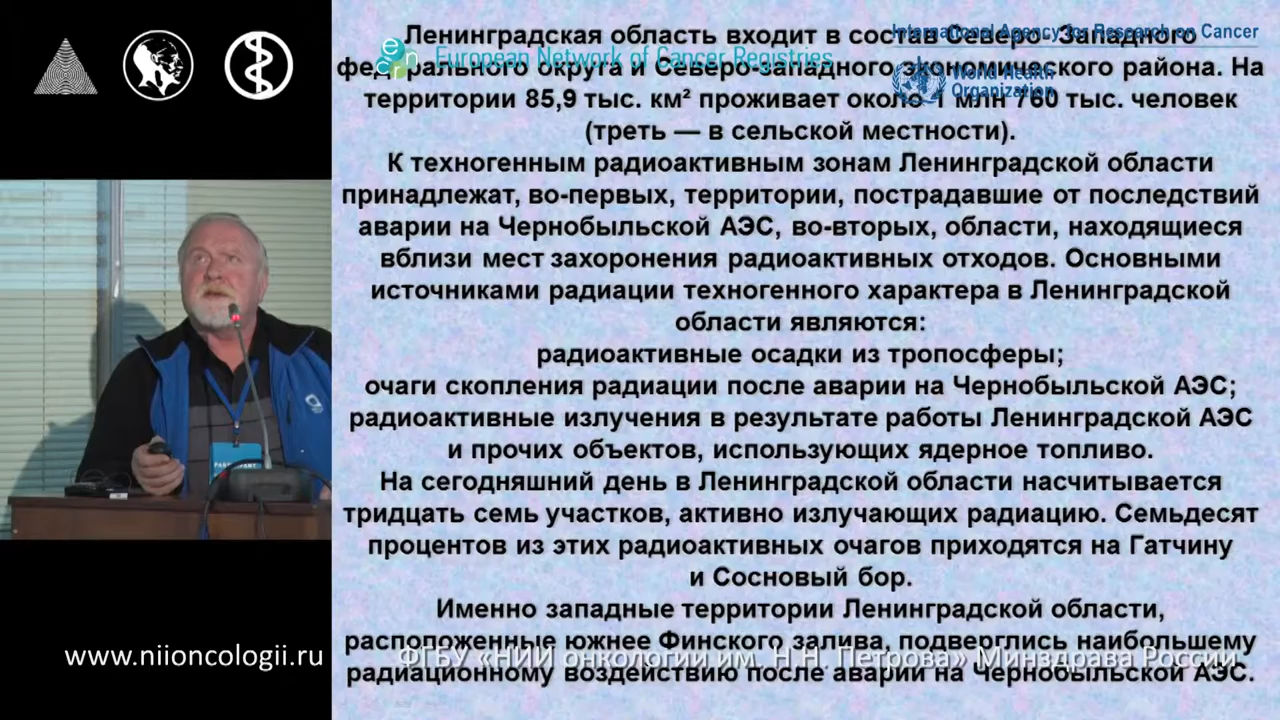 Ленинградская область входит в состав Северо- Западного
федерального округа и Северо-западного экономического района. На
территории 85,9 тыс. км² проживает около 1 млн 760 тыс. человек
(треть — в сельской местности).
К техногенным радиоактивным зонам Ленинградской области
принадлежат, во-первых, территории, пострадавшие от последствий
аварии на Чернобыльской АЭС, во-вторых, области, находящиеся
вблизи мест захоронения радиоактивных отходов. Основными
источниками радиации техногенного характера в Ленинградской
области являются:
радиоактивные осадки из тропосферы;
очаги скопления радиации после аварии на Чернобыльской АЭС;
радиоактивные излучения в результате работы Ленинградской АЭС
и прочих объектов, использующих ядерное топливо.
На сегодняшний день в Ленинградской области насчитывается
тридцать семь участков, активно излучающих радиацию. Семьдесят
процентов из этих радиоактивных очагов приходятся на Гатчину
и Сосновый бор.
Именно западные территории Ленинградской области,
расположенные южнее Финского залива, подверглись наибольшему
радиационному воздействию после аварии на Чернобыльской АЭС.
encr
European Network of Cancer Registries
International Agency for Research on Cancer
World Health
Organization
PARTICIPANT
www.niioncologii.ru
ФГБУ «НИИ онкологии им. Н.Н. Петрова» Минздрава России